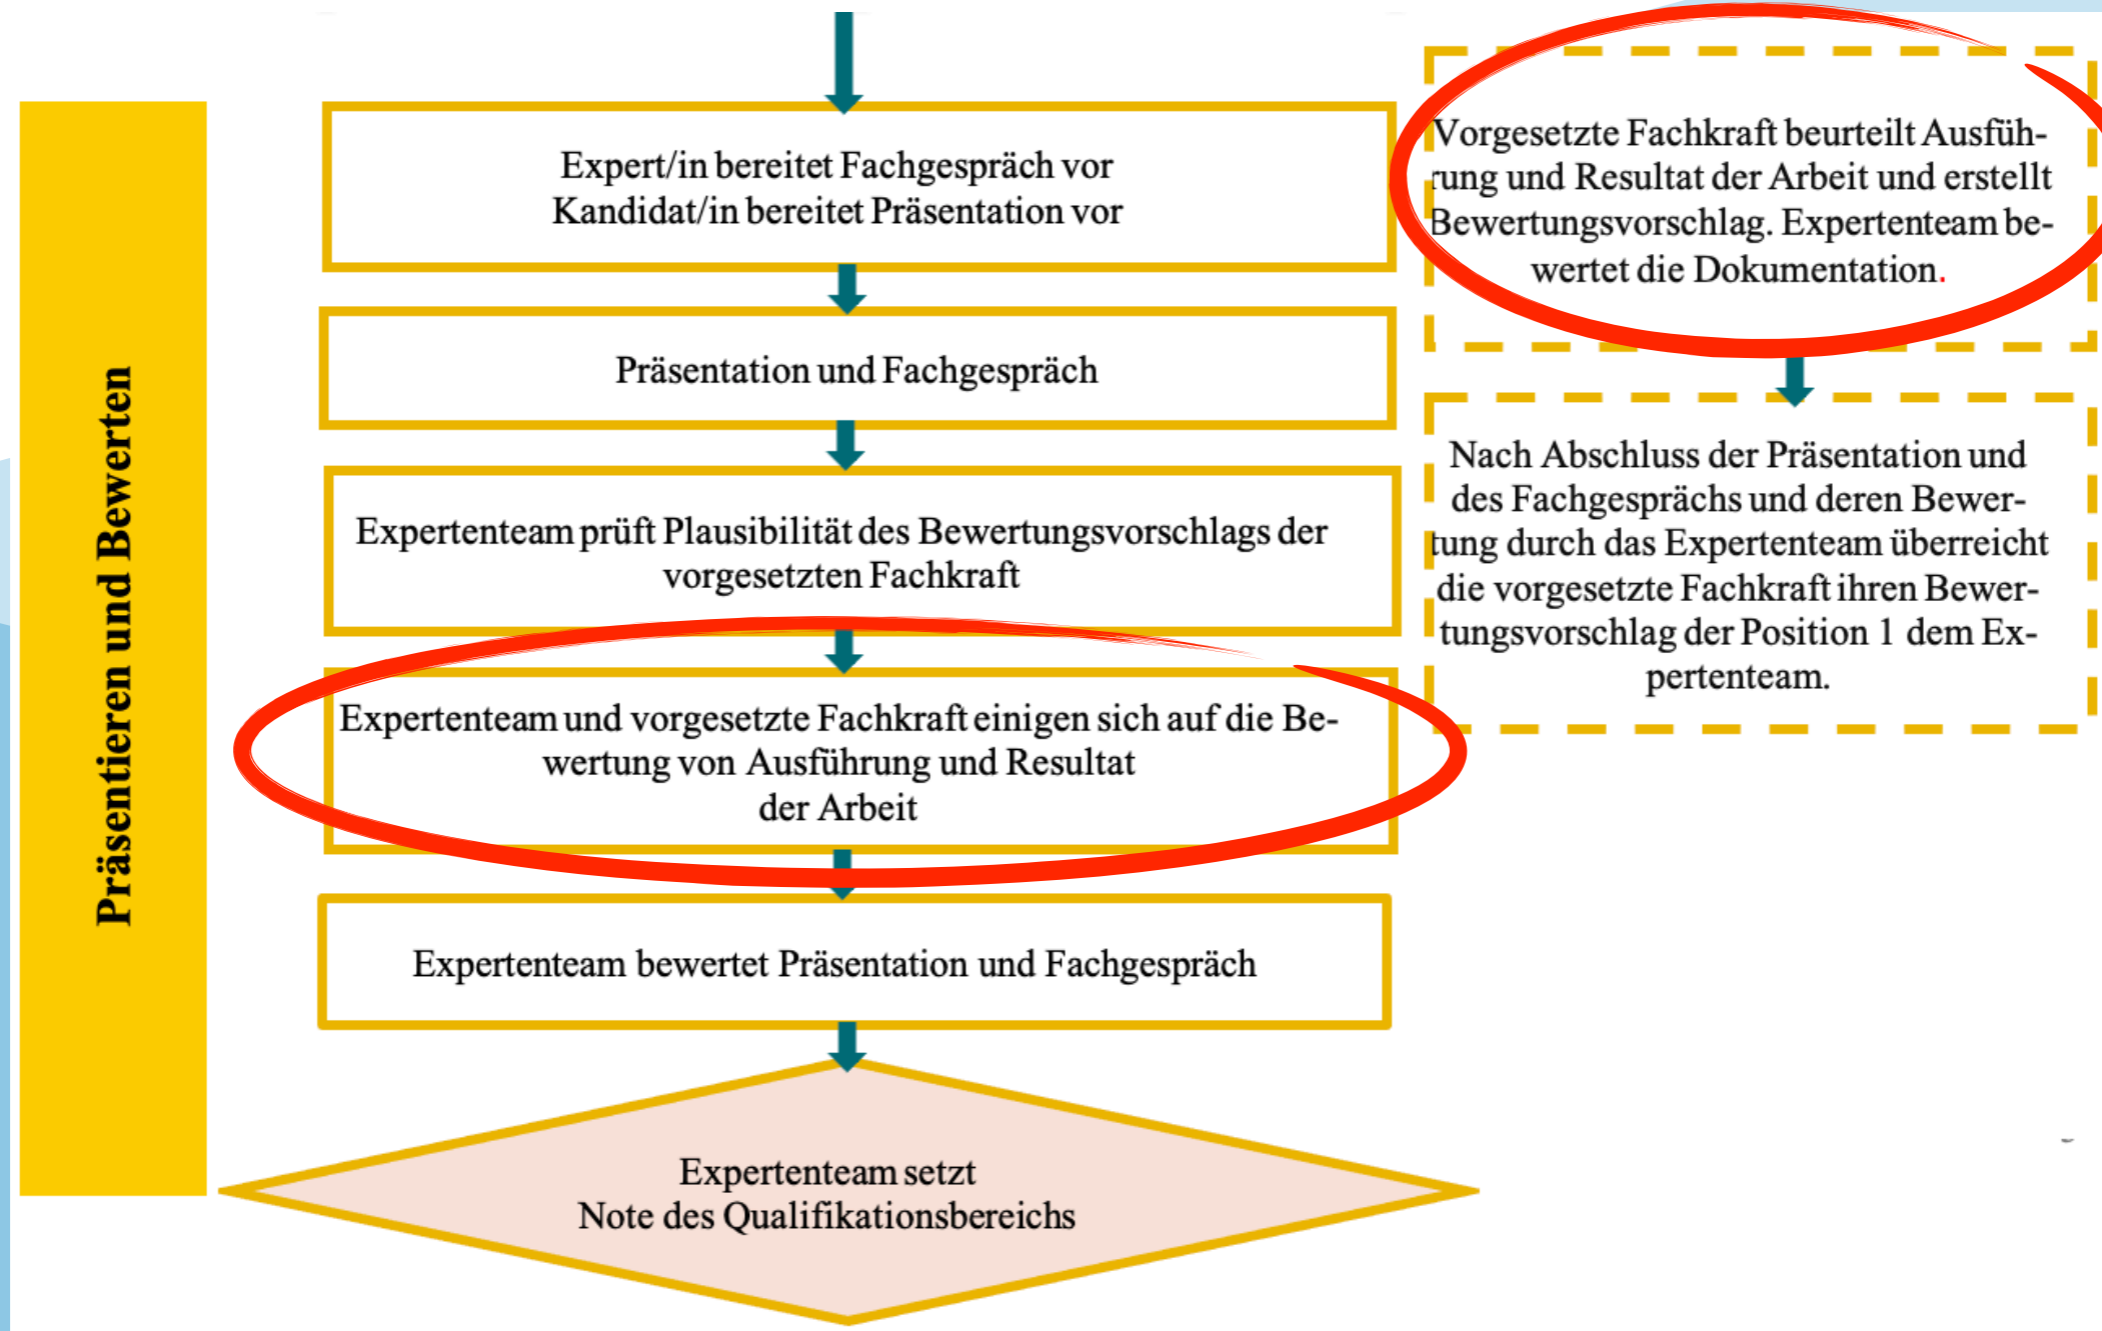 Präsentieren und Bewerten
Expert/in bereitet Fachgespräch vor
Kandidat/in bereitet Präsentation vor
Präsentation und Fachgespräch
Expertenteam prüft Plausibilität des Bewertungsvorschlags der
vorgesetzten Fachkraft
Expertenteam und vorgesetzte Fachkraft einigen sich auf die Be-
wertung von Ausführung und Resultat
der Arbeit
Expertenteam bewertet Präsentation und Fachgespräch
Expertenteam setzt
Note des Qualifikationsbereichs
Vorgesetzte Fachkraft beurteilt Ausfüh-
rung und Resultat der Arbeit und erstellt
Bewertungsvorschlag. Expertenteam be-
wertet die Dokumentation.
Nach Abschluss der Präsentation und
des Fachgesprächs und deren Bewer-
tung durch das Expertenteam überreicht
die vorgesetzte Fachkraft ihren Bewer-
tungsvorschlag der Position 1 dem Ex-
pertenteam.